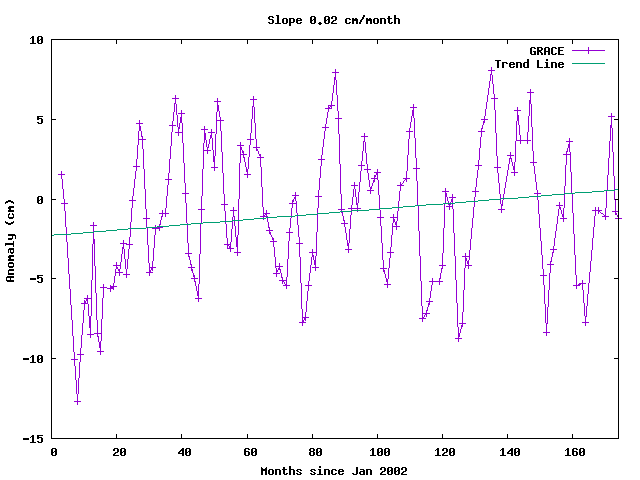 Slope 0.02 cm/month
GRACE
Trend Line
10
5
0
-5
-10
-15
Anomaly (cm)
0 20 40 60 80 100 120 140 160
Months since Jan 2002